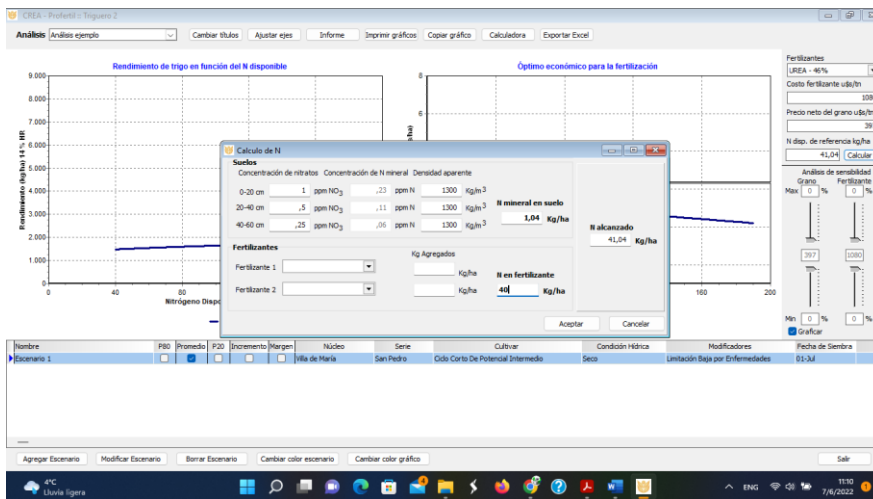 CREA - Profertil :: Triguero 2
Análisis Análisis ejemplo Cambiar títulos Ajustar ejes Informe Imprimir gráficos Copiar gráfico Calculadora Exportar Excel
Rendimiento de trigo en función del N disponible
9.000
8.000
7.000
6.000
5.000
4.000
3.000
2.000
1.000
0
Rendimiento (kg/ha) 14 % HR
0 40 80
Nitrógeno Dispo
Óptimo económico para la fertilización
8
6
/ha)
160 200
Fertilizantes
UREA - 46%
Costo fertilizante u$s/tn
1080
Precio neto del grano u$s/tn
397
N disp. de referencia kg/ha
41,04 Calcular
Análisis de sensibilidad
Grano Fertilizante
Max 0 % 0 %
397 1080
Min 0 % 0 %
Graficar
Calculo de N
Suelos
Concentración de nitratos Concentración de N mineral Densidad aparente
0-20 cm 1 ppm NO3 ,23 ppm N 1300 Kg/m3
20-40 cm ,5 ppm NO3 ,11 ppm N 1300 Kg/m3
40-60 cm ,25 ppm NO3 ,06 ppm N 1300 Kg/m3
N mineral en suelo
1,04 Kg/ha
N alcanzado
41,04 Kg/ha
Fertilizantes
Kg Agregados
Fertilizante 1 Kg/ha
Fertilizante 2 Kg/ha
N en fertilizante
40 Kg/ha
Aceptar Cancelar
Nombre P80 Promedio P20 Incremento Margen Núcleo Serie Cultivar Condición Hídrica Modificadores Fecha de Siembra
Escenario 1 Villa de María San Pedro Ciclo Corto De Potencial Intermedio Seco Limitación Baja por Enfermedades 01-Jul
Agregar Escenario Modificar Escenario Borrar Escenario Cambiar color escenario Cambiar color gráfico Salir
4°C
Lluvia ligera
ENG
11:10
7/6/2022